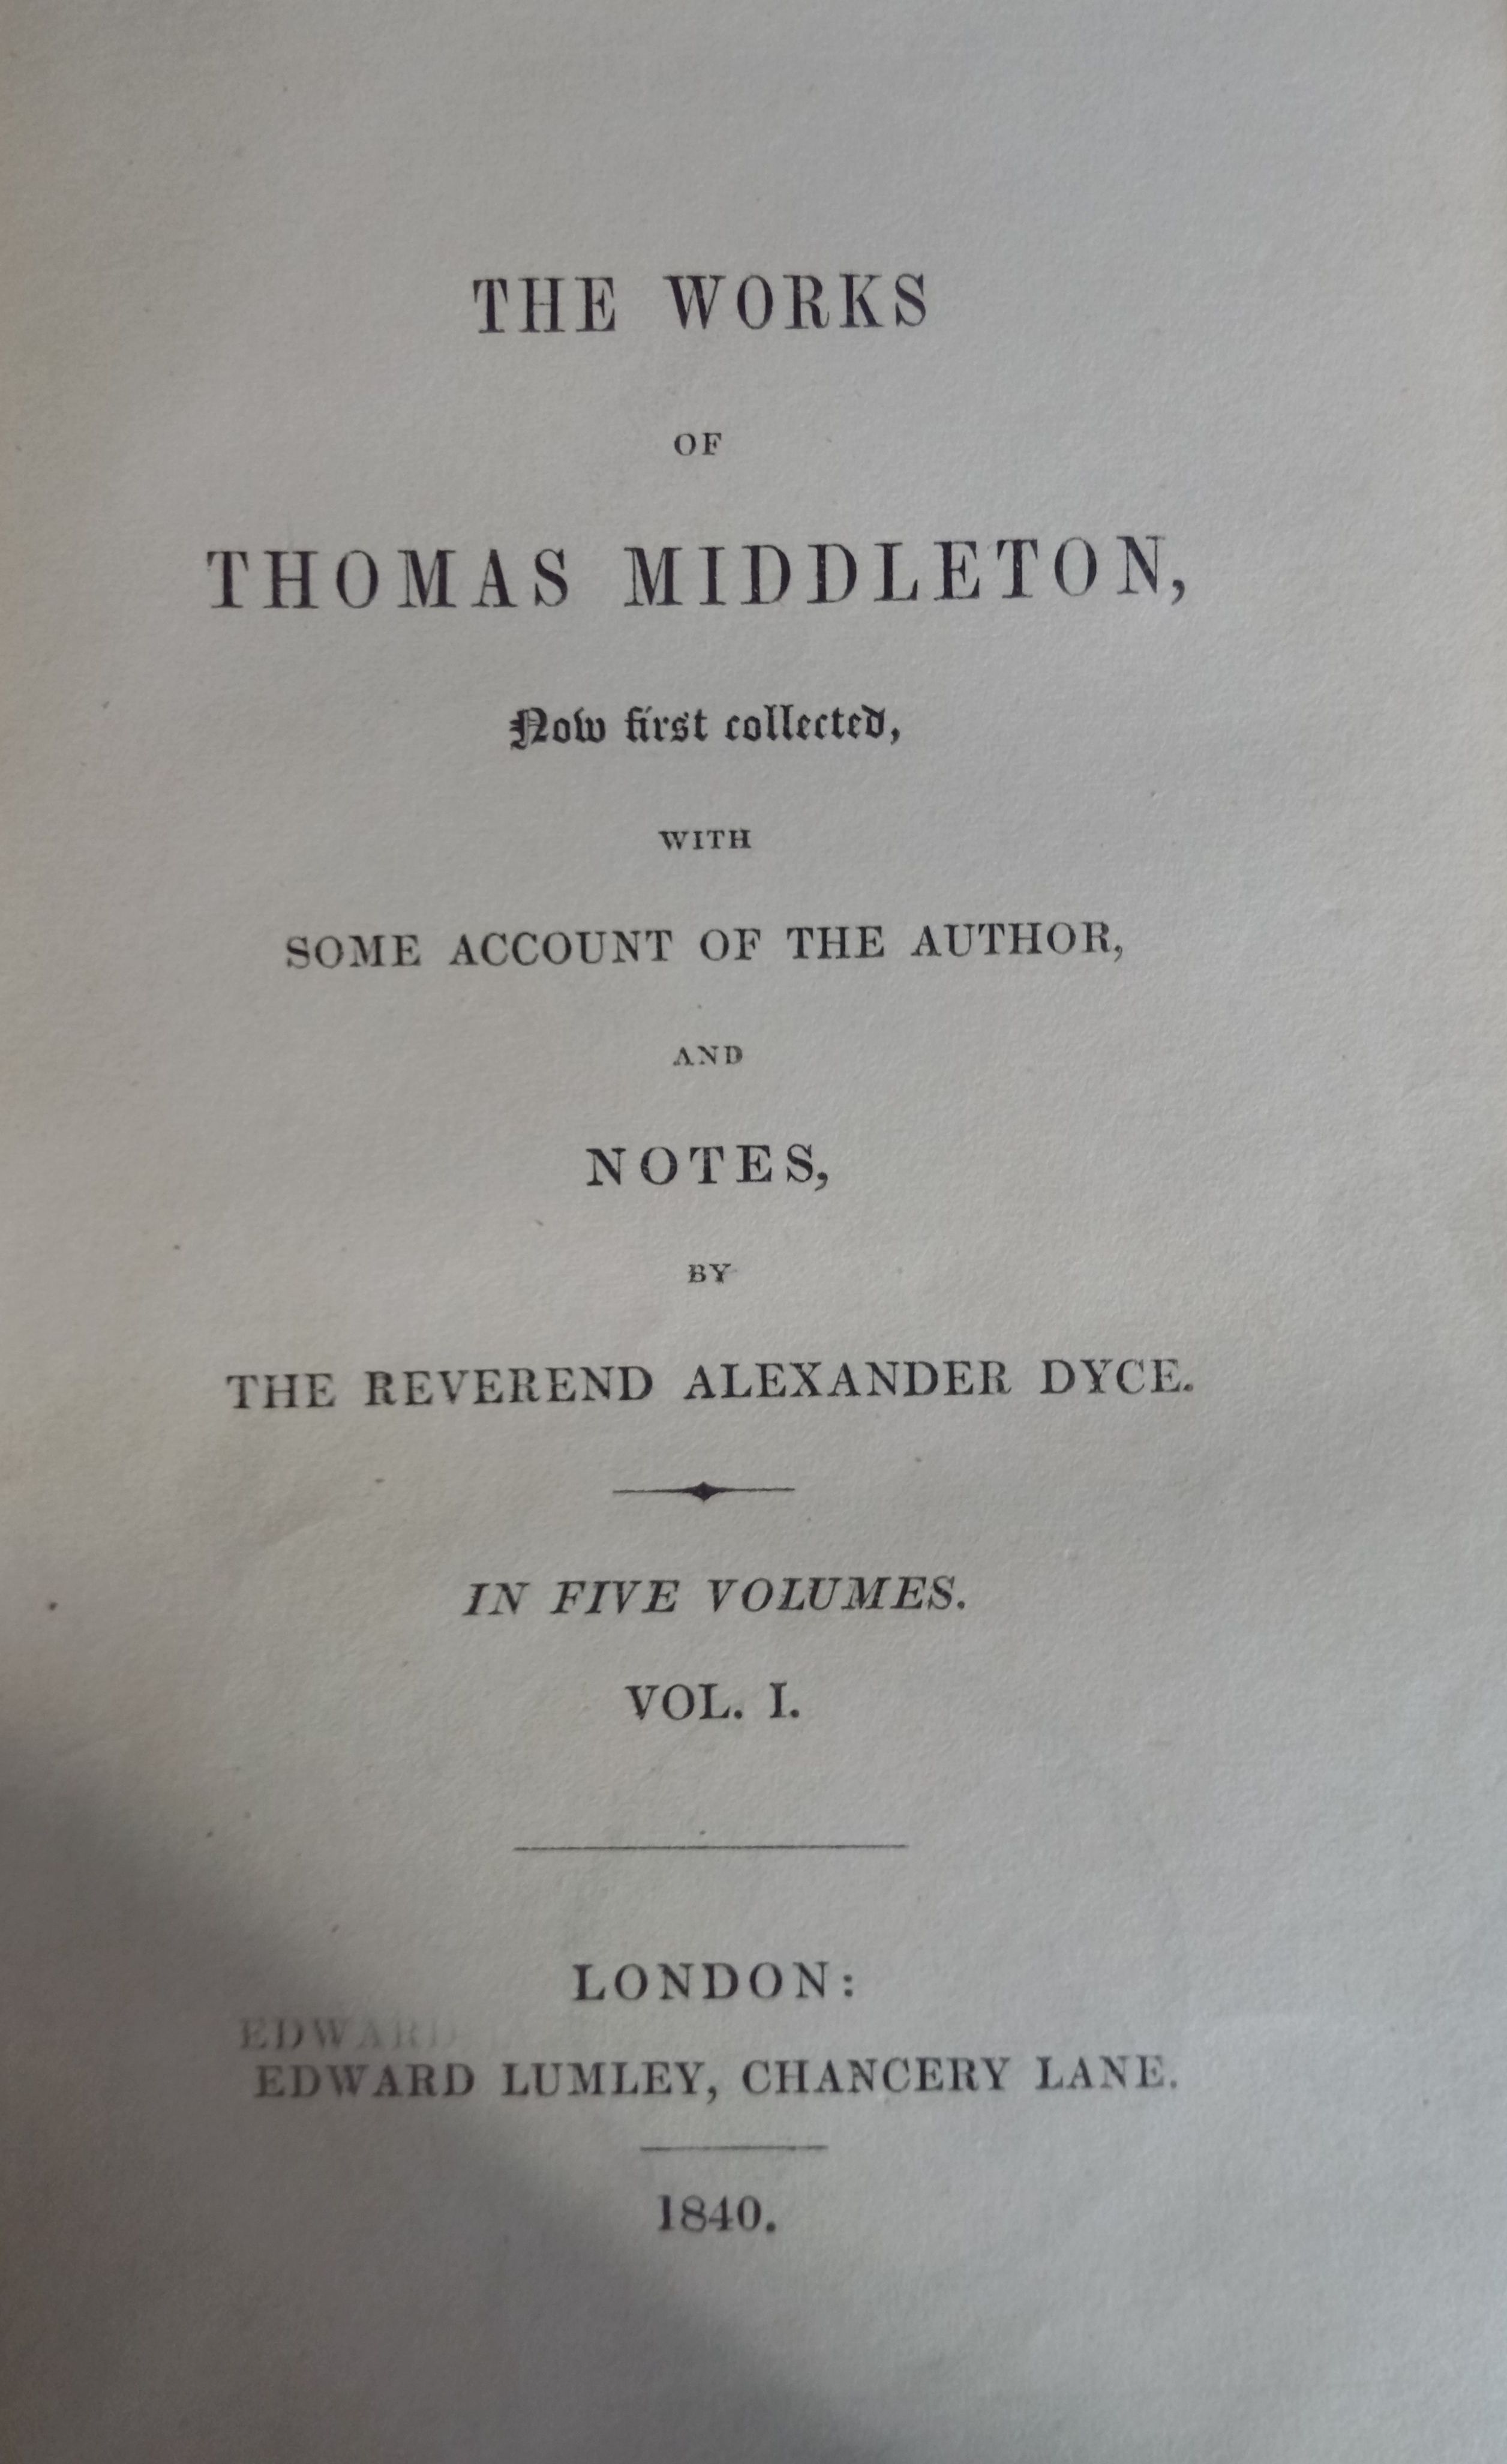 THE WORKS
OF
THOMAS MIDDLETON,
Now first collected,
WITH
SOME ACCOUNT OF THE AUTHOR,
AND
NOTES,
BY
THE REVEREND ALEXANDER DYCE.
IN FIVE VOLUMES.
VOL. I.
LONDON:
EDWARD
EDWARD LUMLEY, CHANCERY LANE.
1840.